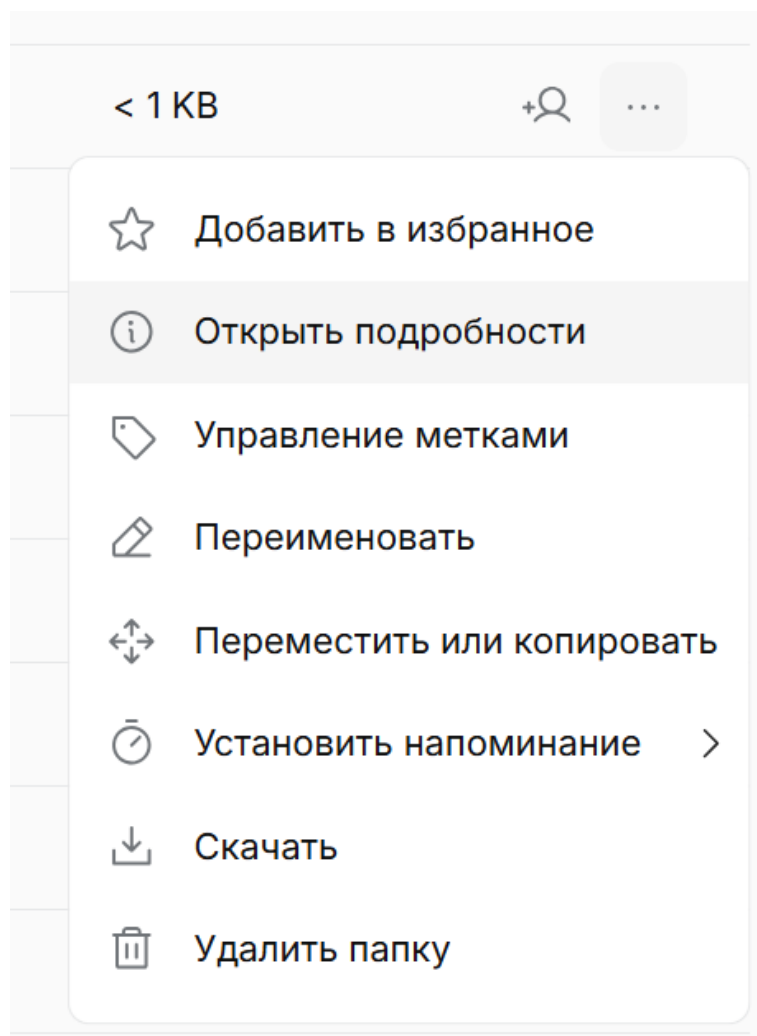 < 1 KB
Добавить в избранное
Открыть подробности
Управление метками
Переименовать
Переместить или копировать
Установить напоминание
Скачать
Удалить папку